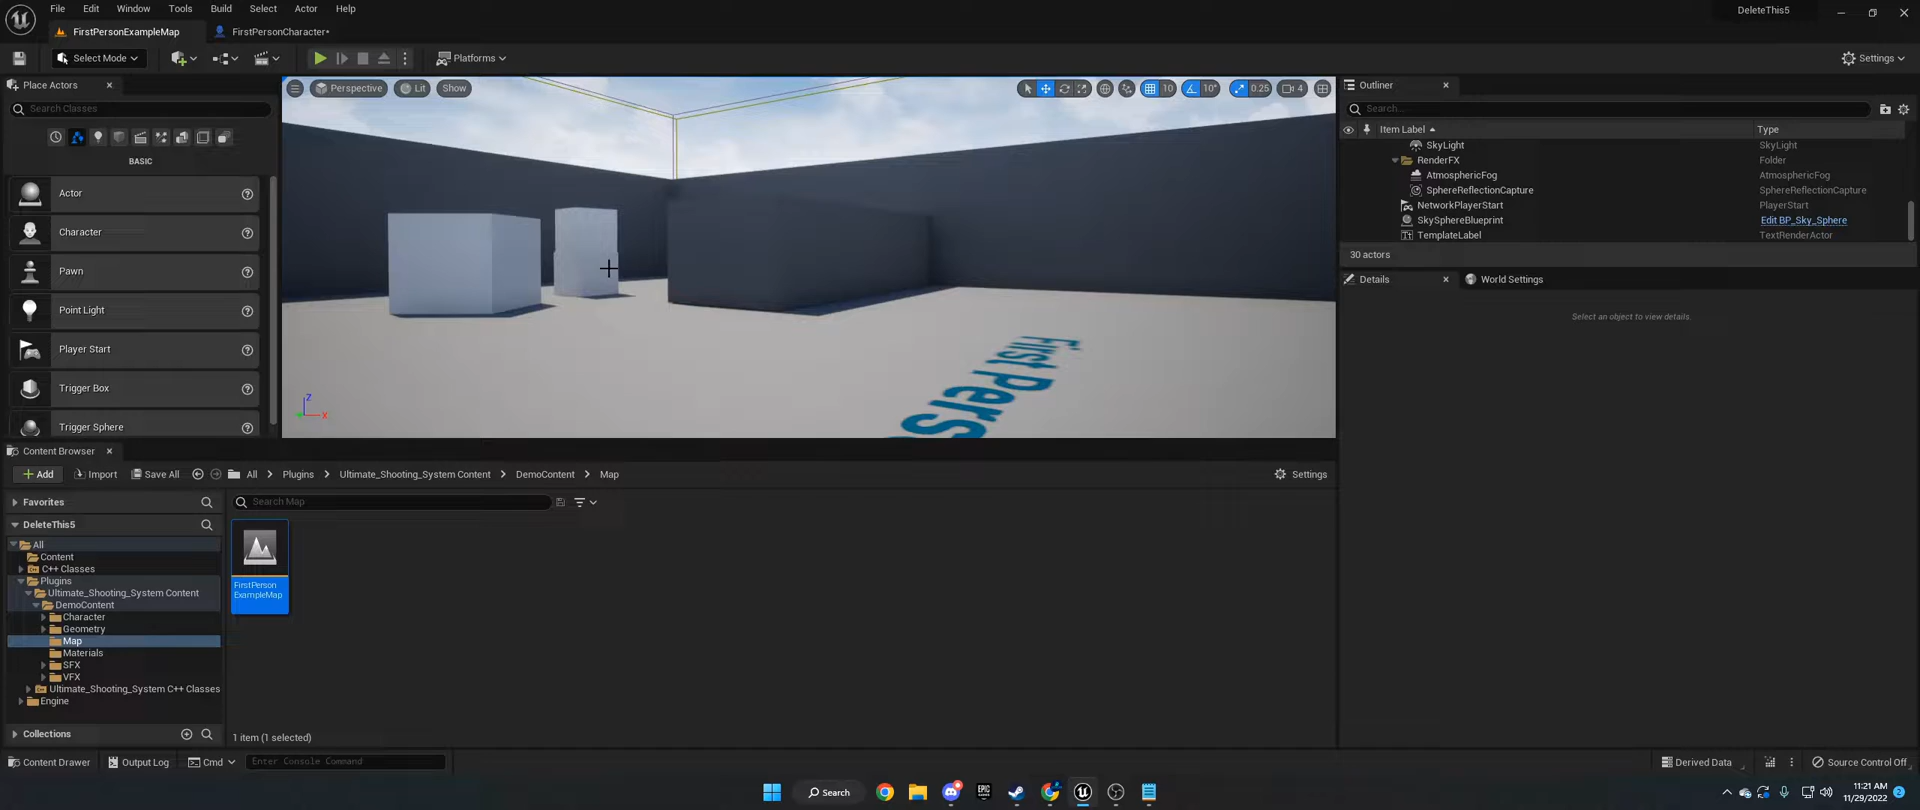 File Edit Window Tools Build Select Actor Help
DeleteThis5
FirstPersonExampleMap
FirstPersonCharacter*
Select Mode
Platforms
Settings
Place Actors
Search Classes
BASIC
Actor
Character
Pawn
Point Light
Player Start
Trigger Box
Trigger Sphere
Perspective Lit Show
10 10° 0.25 4
First Perso
Z
X
Outliner
Search...
Item Label Type
SkyLight SkyLight
RenderFX Folder
AtmosphericFog AtmosphericFog
SphereReflectionCapture SphereReflectionCapture
NetworkPlayerStart PlayerStart
SkySphereBlueprint Edit BP_Sky_Sphere
TemplateLabel TextRenderActor
30 actors
Details
World Settings
Select an object to view details.
Content Browser
Add Import Save All All Plugins Ultimate_Shooting_System Content DemoContent Map Settings
Favorites
DeleteThis5
All
Content
C++ Classes
Plugins
Ultimate_Shooting_System Content
DemoContent
Character
Geometry
Map
Materials
SFX
VFX
Ultimate_Shooting_System C++ Classes
Engine
Collections
Search Map
FirstPerson
ExampleMap
1 item (1 selected)
Content Drawer Output Log Cmd Enter Console Command
Derived Data Source Control Off
Search
EPIC
GAMES
11:21 AM
11/29/2022
2